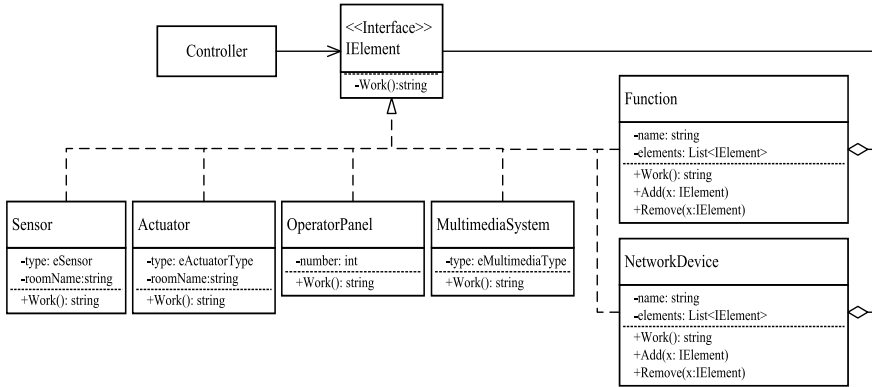 Controller
<<Interface>>
IElement
-Work():string
Function
-name: string
-elements: List<IElement>
+Work(): string
+Add(x: IElement)
+Remove(x:IElement)
Sensor
-type: eSensor
-roomName:string
+Work(): string
Actuator
-type: eActuatorType
-roomName:string
+Work(): string
OperatorPanel
-number: int
+Work(): string
MultimediaSystem
-type: eMultimediaType
+Work(): string
NetworkDevice
-name: string
-elements: List<IElement>
+Work(): string
+Add(x: IElement)
+Remove(x:IElement)